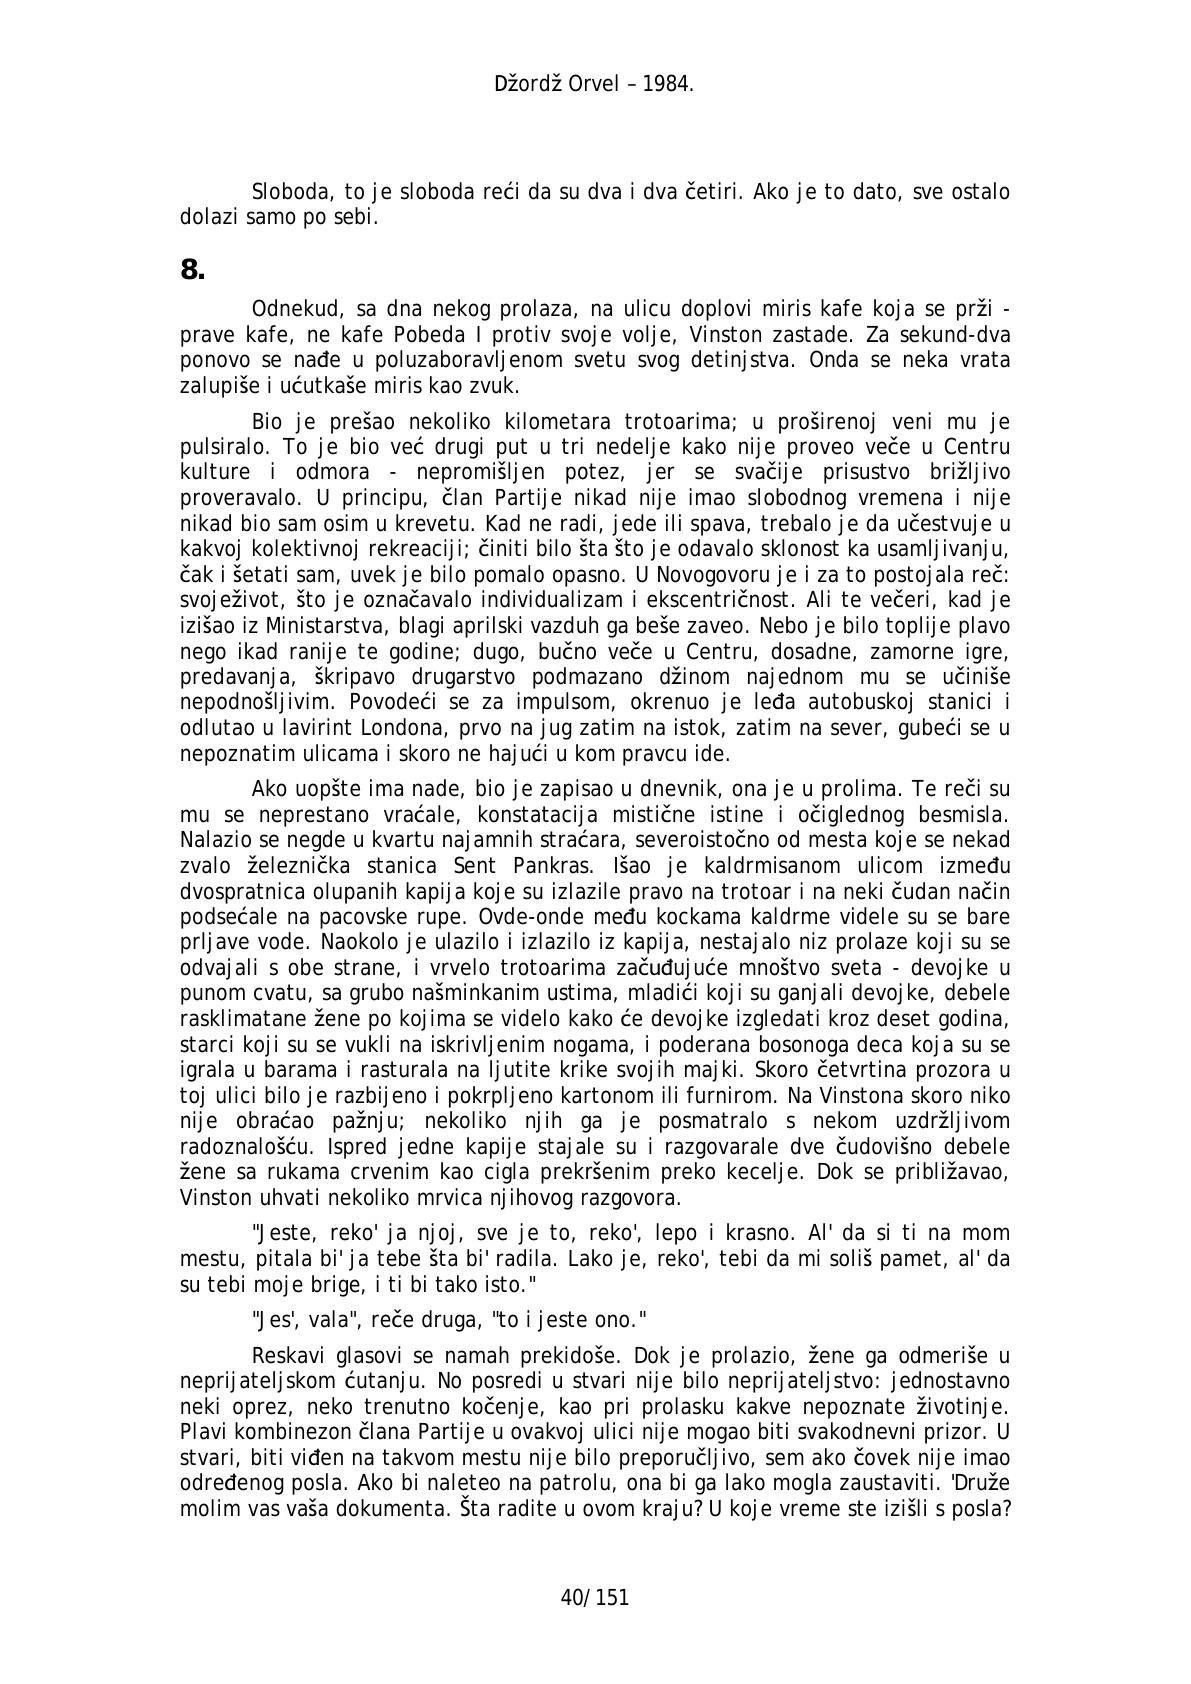 Džordž Orvel – 1984.
Sloboda, to je sloboda reći da su dva i dva četiri. Ako je to dato, sve ostalo
dolazi samo po sebi.
8.
Odnekud, sa dna nekog prolaza, na ulicu doplovi miris kafe koja se prži -
prave kafe, ne kafe Pobeda I protiv svoje volje, Vinston zastade. Za sekund-dva
ponovo se nađe u poluzaboravljenom svetu svog detinjstva. Onda se neka vrata
zalupiše i ućutkaše miris kao zvuk.
Bio je prešao nekoliko kilometara trotoarima; u proširenoj veni mu je
pulsiralo. To je bio već drugi put u tri nedelje kako nije proveo veče u Centru
kulture i odmora - nepromišljen potez, jer se svačije prisustvo brižljivo
proveravalo. U principu, član Partije nikad nije imao slobodnog vremena i nije
nikad bio sam osim u krevetu. Kad ne radi, jede ili spava, trebalo je da učestvuje u
kakvoj kolektivnoj rekreaciji; činiti bilo šta što je odavalo sklonost ka usamljivanju,
čak i šetati sam, uvek je bilo pomalo opasno. U Novogovoru je i za to postojala reč:
svoježivot, što je označavalo individualizam i ekscentričnost. Ali te večeri, kad je
izišao iz Ministarstva, blagi aprilski vazduh ga beše zaveo. Nebo je bilo toplije plavo
nego ikad ranije te godine; dugo, bučno veče u Centru, dosadne, zamorne igre,
predavanja, škripavo drugarstvo podmazano džinom najednom mu se učiniše
nepodnošljivim. Povodeći se za impulsom, okrenuo je leđa autobuskoj stanici i
odlutao u lavirint Londona, prvo na jug zatim na istok, zatim na sever, gubeći se u
nepoznatim ulicama i skoro ne hajući u kom pravcu ide.
Ako uopšte ima nade, bio je zapisao u dnevnik, ona je u prolima. Te reči su
mu se neprestano vraćale, konstatacija mistične istine i očiglednog besmisla.
Nalazio se negde u kvartu najamnih straćara, severoistočno od mesta koje se nekad
zvalo železnička stanica Sent Pankras. Išao je kaldrmisanom ulicom između
dvospratnica olupanih kapija koje su izlazile pravo na trotoar i na neki čudan način
podsećale na pacovske rupe. Ovde-onde među kockama kaldrme videle su se bare
prljave vode. Naokolo je ulazilo i izlazilo iz kapija, nestajalo niz prolaze koji su se
odvajali s obe strane, i vrvelo trotoarima začuđujuće mnoštvo sveta - devojke u
punom cvatu, sa grubo našminkanim ustima, mladići koji su ganjali devojke, debele
rasklimatane žene po kojima se videlo kako će devojke izgledati kroz deset godina,
starci koji su se vukli na iskrivljenim nogama, i poderana bosonoga deca koja su se
igrala u barama i rasturala na ljutite krike svojih majki. Skoro četvrtina prozora u
toj ulici bilo je razbijeno i pokrpljeno kartonom ili furnirom. Na Vinstona skoro niko
nije obraćao pažnju; nekoliko njih ga je posmatralo s nekom uzdržljivom
radoznalošću. Ispred jedne kapije stajale su i razgovarale dve čudovišno debele
žene sa rukama crvenim kao cigla prekršenim preko kecelje. Dok se približavao,
Vinston uhvati nekoliko mrvica njihovog razgovora.
"Jeste, reko' ja njoj, sve je to, reko', lepo i krasno. Al' da si ti na mom
mestu, pitala bi' ja tebe šta bi' radila. Lako je, reko', tebi da mi soliš pamet, al' da
su tebi moje brige, i ti bi tako isto."
"Jes', vala", reče druga, "to i jeste ono."
Reskavi glasovi se namah prekidoše. Dok je prolazio, žene ga odmeriše u
neprijateljskom ćutanju. No posredi u stvari nije bilo neprijateljstvo: jednostavno
neki oprez, neko trenutno kočenje, kao pri prolasku kakve nepoznate životinje.
Plavi kombinezon člana Partije u ovakvoj ulici nije mogao biti svakodnevni prizor. U
stvari, biti viđen na takvom mestu nije bilo preporučljivo, sem ako čovek nije imao
određenog posla. Ako bi naleteo na patrolu, ona bi ga lako mogla zaustaviti. 'Druže
molim vas vaša dokumenta. Šta radite u ovom kraju? U koje vreme ste izišli s posla?
40/151